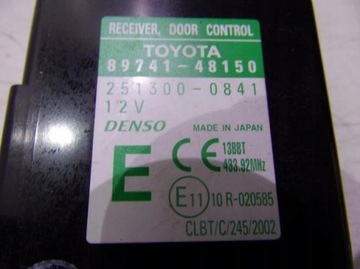 RECEIVER, DOOR CONTROL
TOYOTA
89741-48150
251300-0841
12V
DENSO MADE IN JAPAN
E CE 13BBT
433.92MHz
E11 10 R-020585
CLBT/C/245/2002